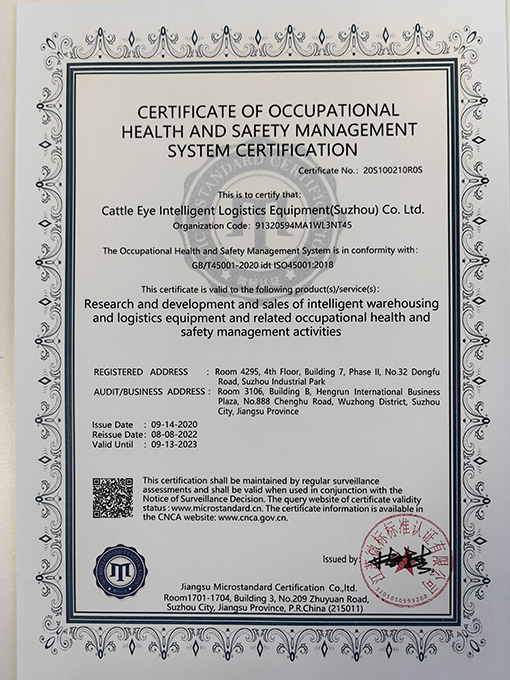 CERTIFICATE OF OCCUPATIONAL
HEALTH AND SAFETY MANAGEMENT
SYSTEM CERTIFICATION
Certificate No.: 20S100210R0S
This is to certify that:
Cattle Eye Intelligent Logistics Equipment(Suzhou) Co. Ltd.
Organization Code: 91320594MA1WL3NT45
The Occupational Health and Safety Management System is in conformity with:
GB/T45001-2020 idt ISO45001:2018
This certificate is valid to the following product(s)/service(s):
Research and development and sales of intelligent warehousing
and logistics equipment and related occupational health and
safety management activities
REGISTERED ADDRESS : Room 4295, 4th Floor, Building 7, Phase II, No.32 Dongfu
Road, Suzhou Industrial Park
AUDIT/BUSINESS ADDRESS : Room 3106, Building B, Hengrun International Business
Plaza, No.888 Chenghu Road, Wuzhong District, Suzhou
City, Jiangsu Province
Issue Date : 09-14-2020
Reissue Date: 08-08-2022
Valid Until : 09-13-2023
This certification shall be maintained by regular surveillance
assessments and shall be valid when used in conjunction with the
Notice of Surveillance Decision. The query website of certificate validity
status : www.microstandard.cn. The certificate information is available in
the CNCA website: www.cnca.gov.cn.
Issued by:
Jiangsu Microstandard Certification Co.,ltd.
Room1701-1704, Building 3, No.209 Zhuyuan Road,
Suzhou City, Jiangsu Province, P.R.China (215011)